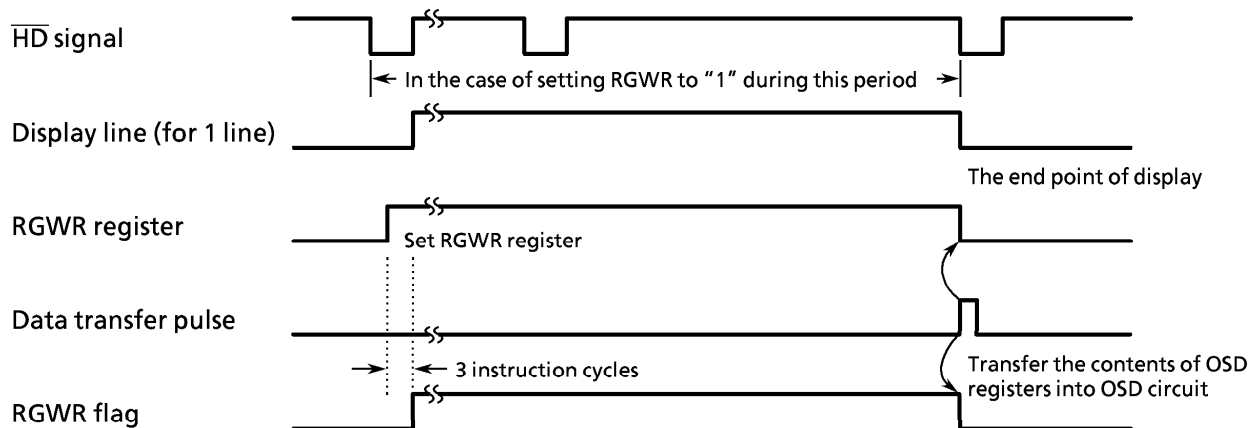 HD signal
In the case of setting RGWR to “1” during this period
Display line (for 1 line)
The end point of display
RGWR register
Set RGWR register
Data transfer pulse
3 instruction cycles
Transfer the contents of OSD
registers into OSD circuit
RGWR flag